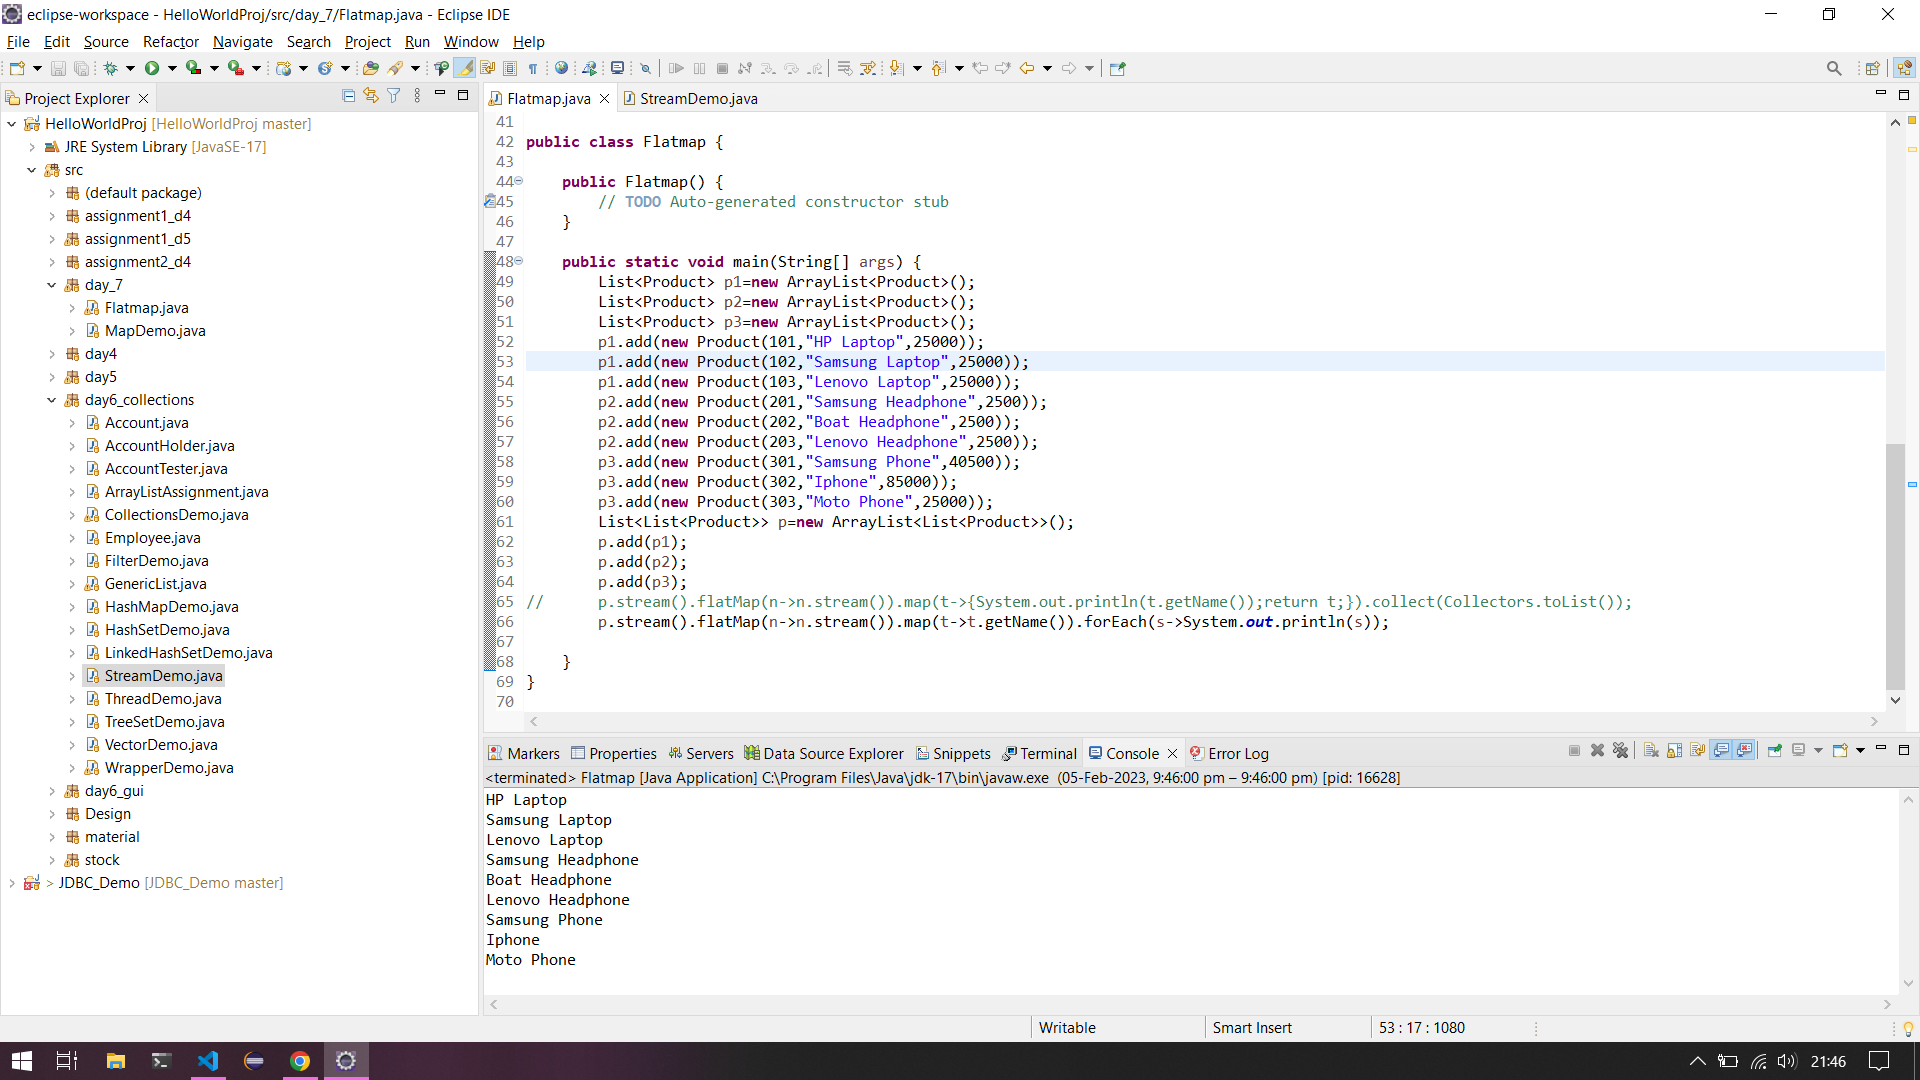 eclipse-workspace - HelloWorldProj/src/day_7/Flatmap.java - Eclipse IDE
File Edit Source Refactor Navigate Search Project Run Window Help
Project Explorer
HelloWorldProj [HelloWorldProj master]
JRE System Library [JavaSE-17]
src
(default package)
assignment1_d4
assignment1_d5
assignment2_d4
day_7
Flatmap.java
MapDemo.java
day4
day5
day6_collections
Account.java
AccountHolder.java
AccountTester.java
ArrayListAssignment.java
CollectionsDemo.java
Employee.java
FilterDemo.java
GenericList.java
HashMapDemo.java
HashSetDemo.java
LinkedHashSetDemo.java
StreamDemo.java
ThreadDemo.java
TreeSetDemo.java
VectorDemo.java
WrapperDemo.java
day6_gui
Design
material
stock
> JDBC_Demo [JDBC_Demo master]
Flatmap.java StreamDemo.java
41
42 public class Flatmap {
43
44 public Flatmap() {
45 // TODO Auto-generated constructor stub
46 }
47
48 public static void main(String[] args) {
49 List<Product> p1=new ArrayList<Product>();
50 List<Product> p2=new ArrayList<Product>();
51 List<Product> p3=new ArrayList<Product>();
52 p1.add(new Product(101,"HP Laptop",25000));
53 p1.add(new Product(102,"Samsung Laptop",25000));
54 p1.add(new Product(103,"Lenovo Laptop",25000));
55 p2.add(new Product(201,"Samsung Headphone",2500));
56 p2.add(new Product(202,"Boat Headphone",2500));
57 p2.add(new Product(203,"Lenovo Headphone",2500));
58 p3.add(new Product(301,"Samsung Phone",40500));
59 p3.add(new Product(302,"Iphone",85000));
60 p3.add(new Product(303,"Moto Phone",25000));
61 List<List<Product>> p=new ArrayList<List<Product>>();
62 p.add(p1);
63 p.add(p2);
64 p.add(p3);
65 // p.stream().flatMap(n->n.stream()).map(t->{System.out.println(t.getName());return t;}).collect(Collectors.toList());
66 p.stream().flatMap(n->n.stream()).map(t->t.getName()).forEach(s->System.out.println(s));
67
68 }
69 }
70
Markers Properties Servers Data Source Explorer Snippets Terminal Console Error Log
<terminated> Flatmap [Java Application] C:\Program Files\Java\jdk-17\bin\javaw.exe (05-Feb-2023, 9:46:00 pm – 9:46:00 pm) [pid: 16628]
HP Laptop
Samsung Laptop
Lenovo Laptop
Samsung Headphone
Boat Headphone
Lenovo Headphone
Samsung Phone
Iphone
Moto Phone
Writable Smart Insert 53 : 17 : 1080
21:46